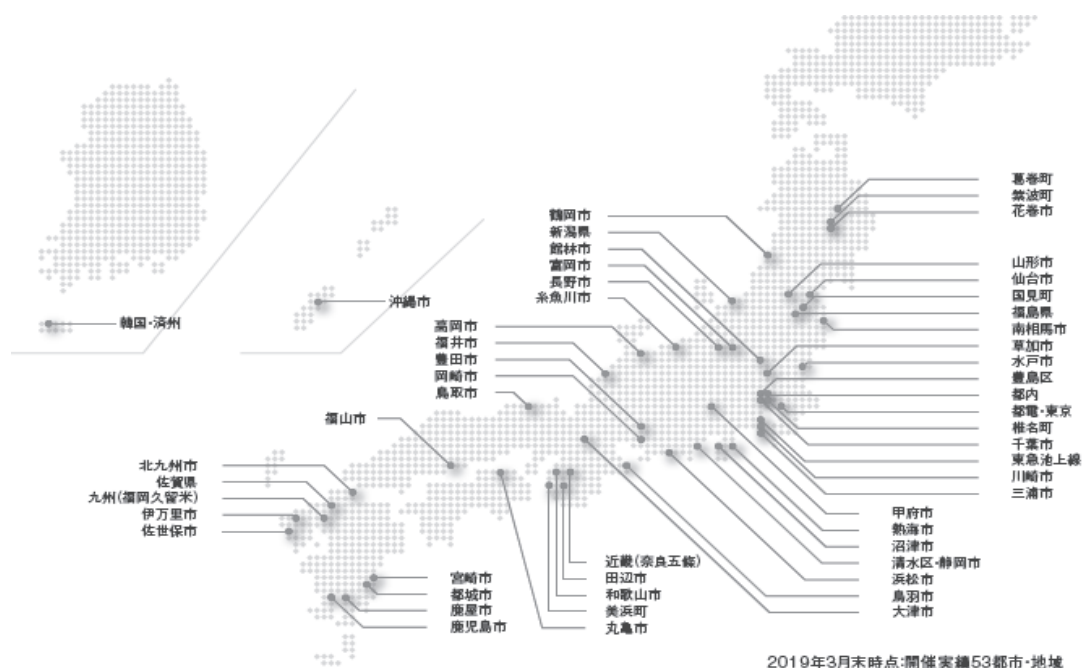 葛巻町
紫波町
花巻市
鶴岡市
新潟県
館林市
富岡市
長野市
糸魚川市
山形市
仙台市
国見町
福島県
南相馬市
草加市
水戸市
豊島区
都内
都電・東京
椎名町
千葉市
東急池上線
川崎市
三浦市
沖縄市
韓国・済州
高岡市
福井市
豊田市
岡崎市
鳥取市
福山市
北九州市
佐賀県
九州(福岡久留米)
伊万里市
佐世保市
甲府市
熱海市
沼津市
清水区・静岡市
浜松市
鳥羽市
大津市
近畿(奈良五條)
田辺市
和歌山市
美浜町
丸亀市
宮崎市
都城市
鹿屋市
鹿児島市
2019年3月末時点:開催実績53都市・地域